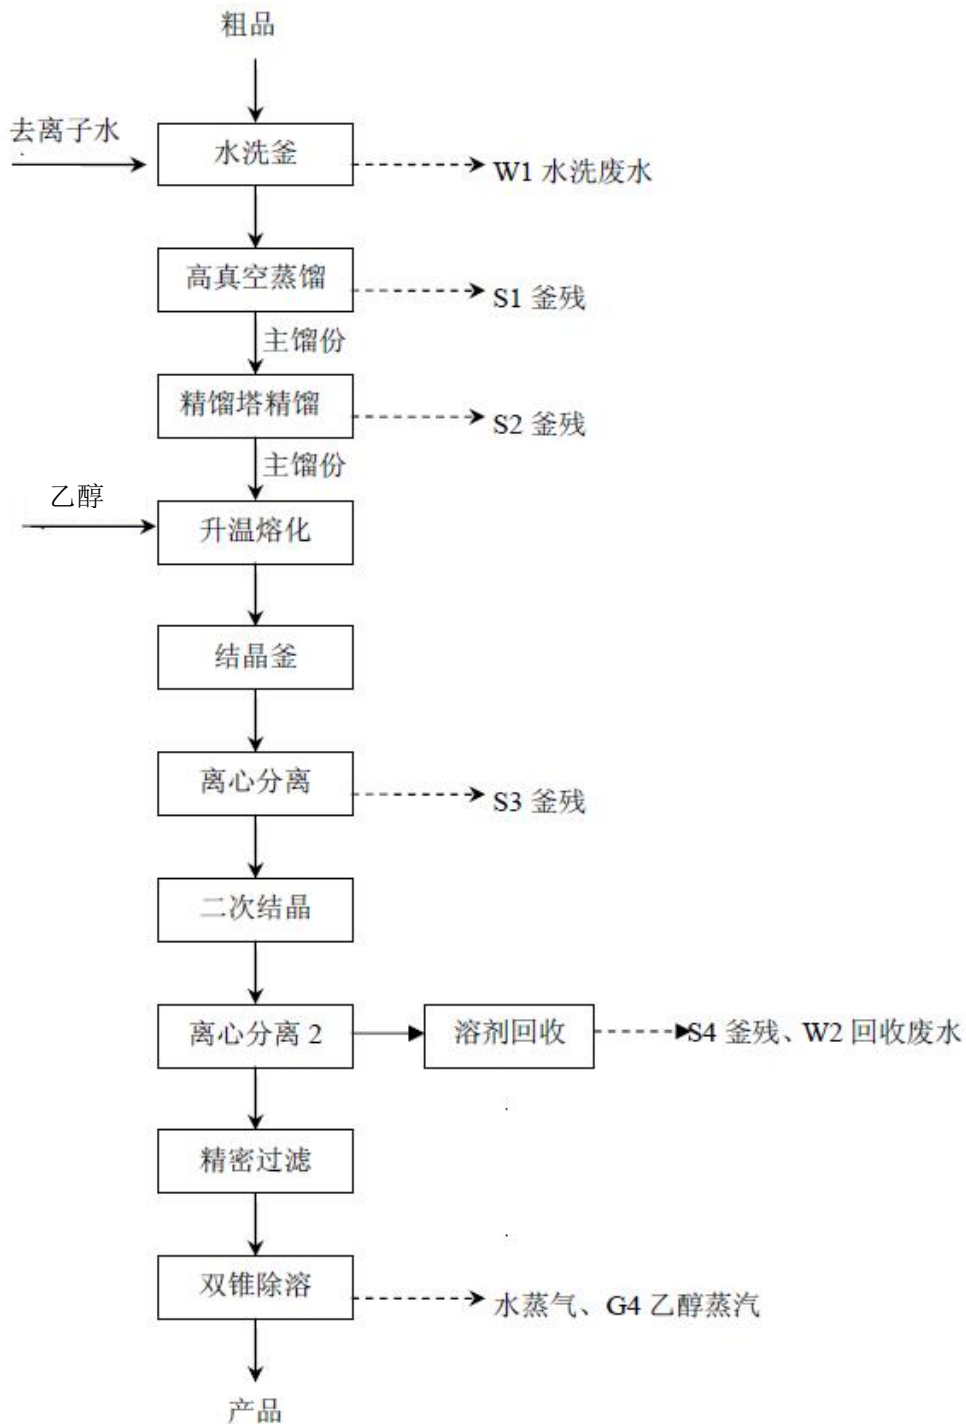 粗品
去离子水
水洗釜
W1 水洗废水
高真空蒸馏
S1 釜残
主馏份
精馏塔精馏
S2 釜残
主馏份
乙醇
升温熔化
结晶釜
离心分离
S3 釜残
二次结晶
离心分离 2
溶剂回收
S4 釜残、W2 回收废水
精密过滤
双锥除溶
水蒸气、G4 乙醇蒸汽
产品